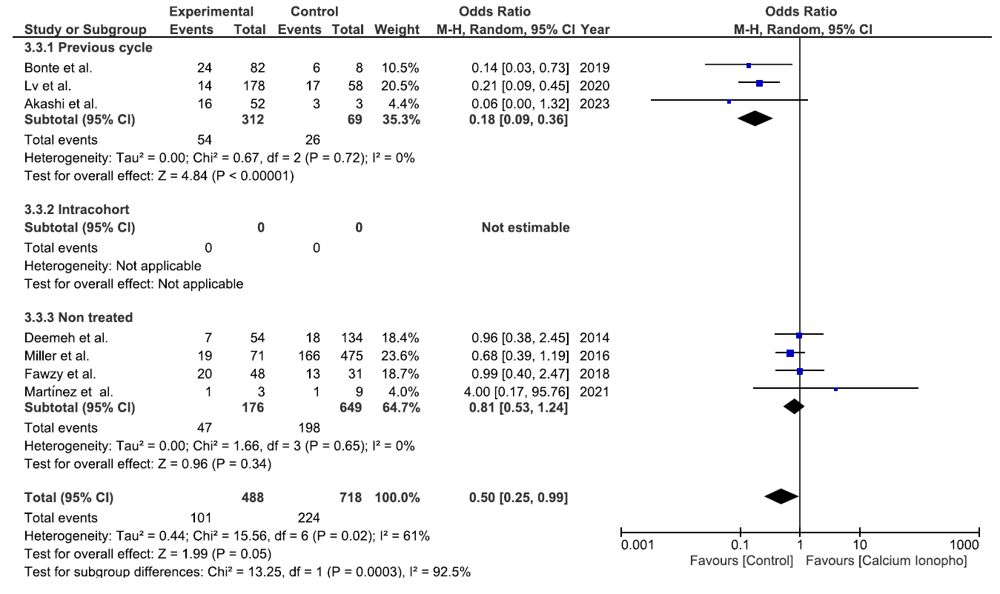 Experimental Control Odds Ratio Odds Ratio
Study or Subgroup Events Total Events Total Weight M-H, Random, 95% CI Year M-H, Random, 95% CI
3.3.1 Previous cycle
Bonte et al. 24 82 6 8 10.5% 0.14 [0.03, 0.73] 2019
Lv et al. 14 178 17 58 20.5% 0.21 [0.09, 0.45] 2020
Akashi et al. 16 52 3 3 4.4% 0.06 [0.00, 1.32] 2023
Subtotal (95% CI) 312 69 35.3% 0.18 [0.09, 0.36]
Total events 54 26
Heterogeneity: Tau² = 0.00; Chi² = 0.67, df = 2 (P = 0.72); I² = 0%
Test for overall effect: Z = 4.84 (P < 0.00001)
3.3.2 Intracohort
Subtotal (95% CI) 0 0 Not estimable
Total events 0 0
Heterogeneity: Not applicable
Test for overall effect: Not applicable
3.3.3 Non treated
Deemeh et al. 7 54 18 134 18.4% 0.96 [0.38, 2.45] 2014
Miller et al. 19 71 166 475 23.6% 0.68 [0.39, 1.19] 2016
Fawzy et al. 20 48 13 31 18.7% 0.99 [0.40, 2.47] 2018
Martínez et al. 1 3 1 9 4.0% 4.00 [0.17, 95.76] 2021
Subtotal (95% CI) 176 649 64.7% 0.81 [0.53, 1.24]
Total events 47 198
Heterogeneity: Tau² = 0.00; Chi² = 1.66, df = 3 (P = 0.65); I² = 0%
Test for overall effect: Z = 0.96 (P = 0.34)
Total (95% CI) 488 718 100.0% 0.50 [0.25, 0.99]
Total events 101 224
Heterogeneity: Tau² = 0.44; Chi² = 15.56, df = 6 (P = 0.02); I² = 61%
Test for overall effect: Z = 1.99 (P = 0.05)
Test for subgroup differences: Chi² = 13.25, df = 1 (P = 0.0003), I² = 92.5%
0.001 0.1 1 10 1000
Favours [Control] Favours [Calcium Ionopho]